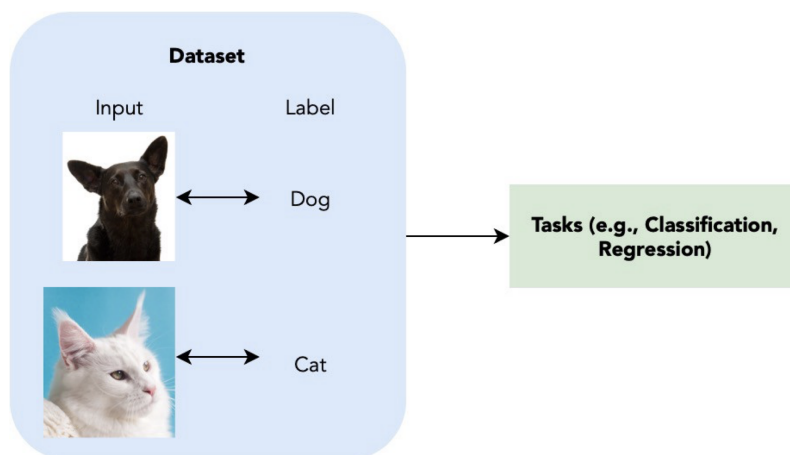 Dataset
Input Label
Dog
Cat
Tasks (e.g., Classification,
Regression)